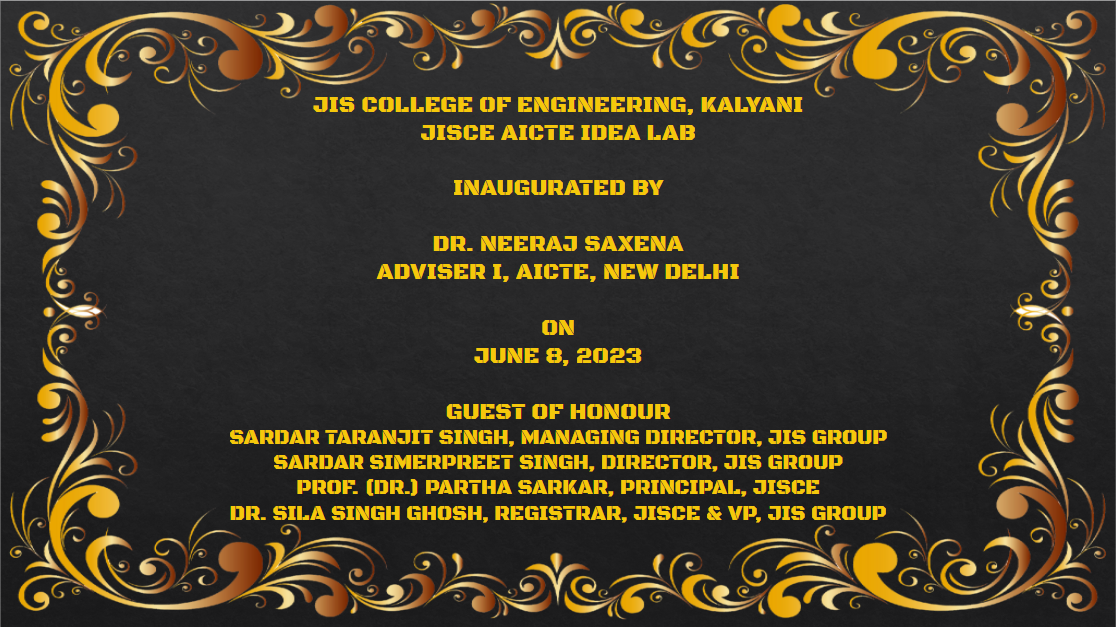 JIS COLLEGE OF ENGINEERING, KALYANI
JISCE AICTE IDEA LAB
INAUGURATED BY
DR. NEERAJ SAXENA
ADVISER I, AICTE, NEW DELHI
ON
JUNE 8, 2023
GUEST OF HONOUR
SARDAR TARANJIT SINGH, MANAGING DIRECTOR, JIS GROUP
SARDAR SIMERPREET SINGH, DIRECTOR, JIS GROUP
PROF. (DR.) PARTHA SARKAR, PRINCIPAL, JISCE
DR. SILA SINGH GHOSH, REGISTRAR, JISCE & VP, JIS GROUP